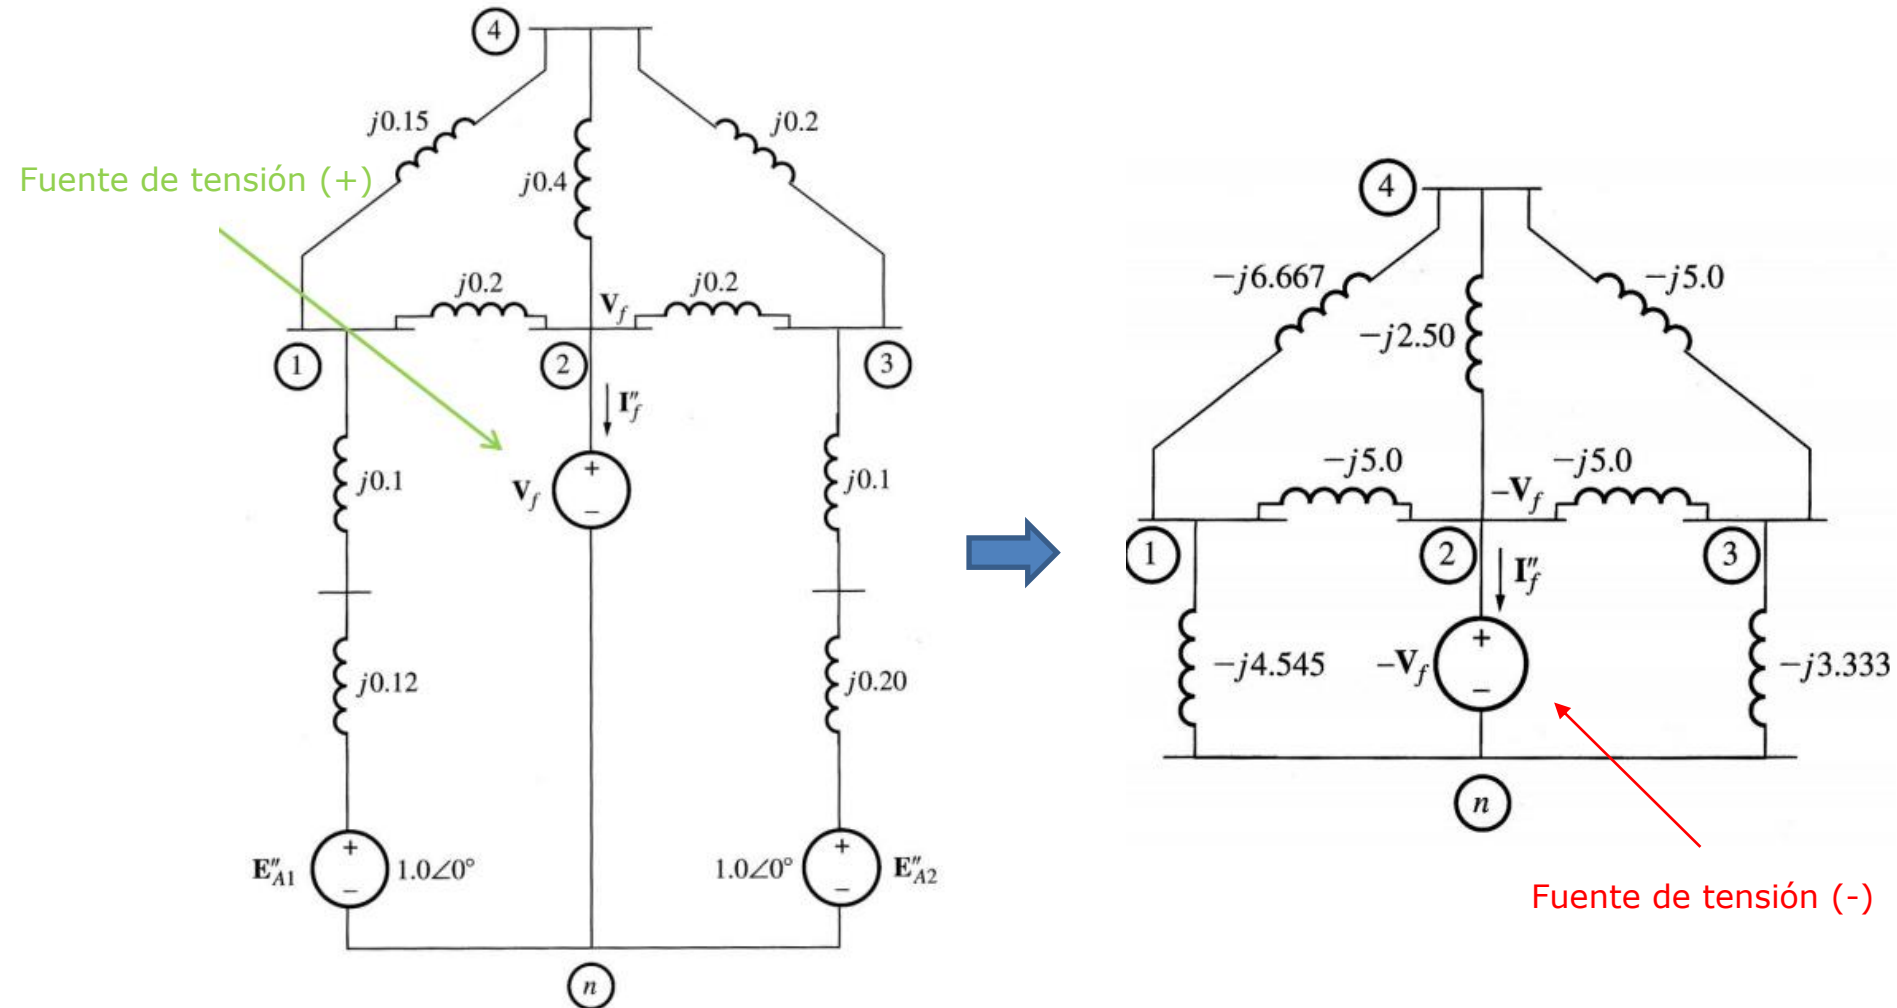 4
j0.15
j0.2
Fuente de tensión (+)
j0.4
j0.2
V_f
j0.2
1
2
3
I″_f
j0.1
+
V_f
−
j0.1
j0.12
j0.20
E″_A1
+
−
1.0∠0°
1.0∠0°
+
−
E″_A2
n
4
−j6.667
−j5.0
−j2.50
−j5.0
−j5.0
−V_f
1
2
3
I″_f
−j4.545
−V_f
+
−
−j3.333
n
Fuente de tensión (-)